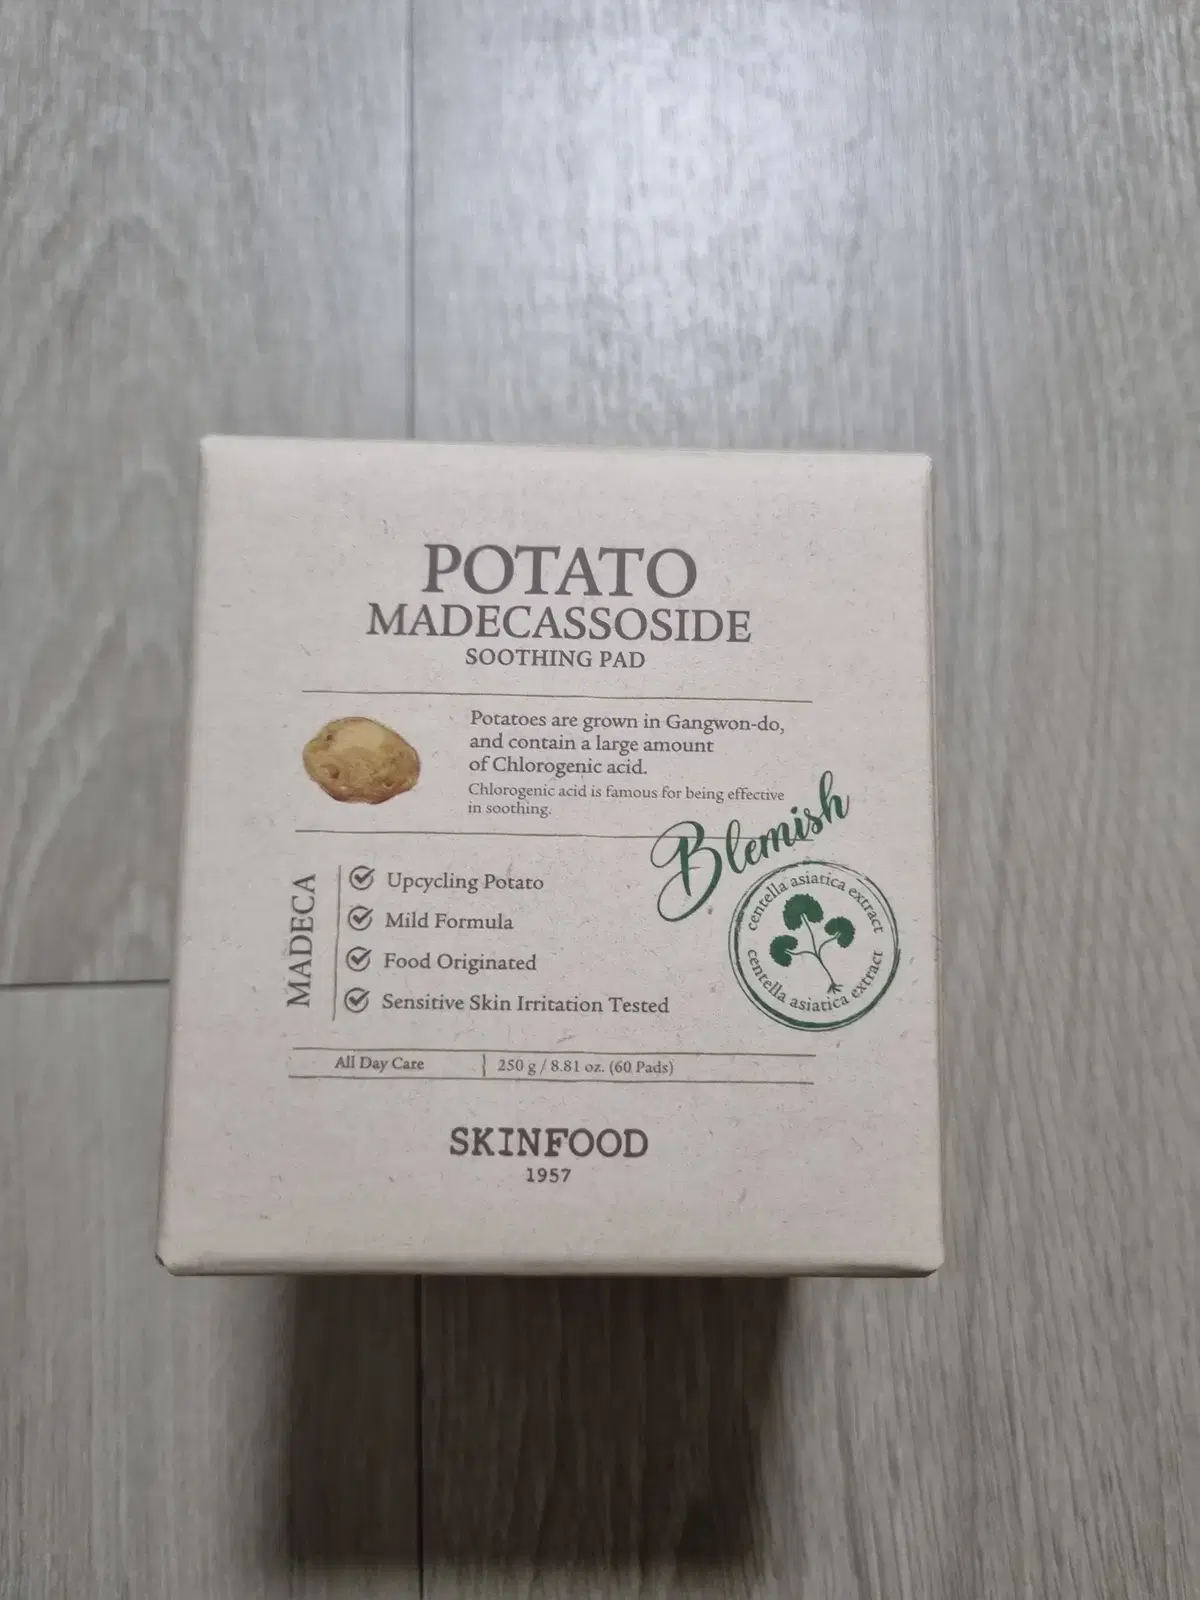 POTATO
MADECASSOSIDE
SOOTHING PAD
Potatoes are grown in Gangwon-do,
and contain a large amount
of Chlorogenic acid.
Chlorogenic acid is famous for being effective
in soothing.
Blemish
centella asiatica extract
centella asiatica extract
MADECA
Upcycling Potato
Mild Formula
Food Originated
Sensitive Skin Irritation Tested
All Day Care | 250 g / 8.81 oz. (60 Pads)
SKINFOOD
1957